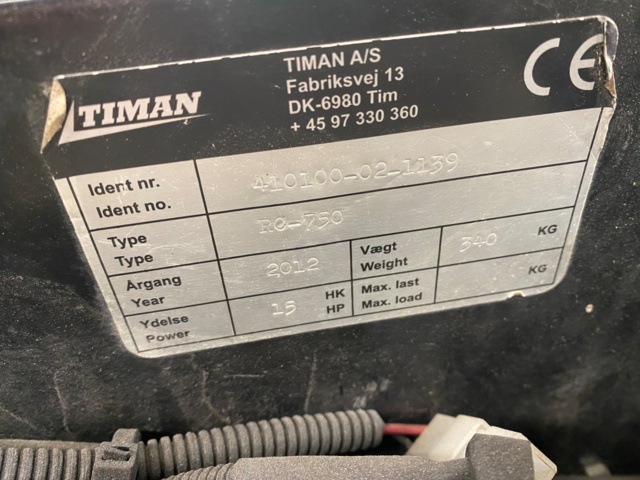 TIMAN
TIMAN A/S
Fabriksvej 13
DK-6980 Tim
+ 45 97 330 360
CE
Ident nr. 410100-02-1139
Ident no.
Type RQ-750
Type
Årgang 2012 Vægt 340 KG
Year Weight
Ydelse 15 HK Max. last KG
Power HP Max. load